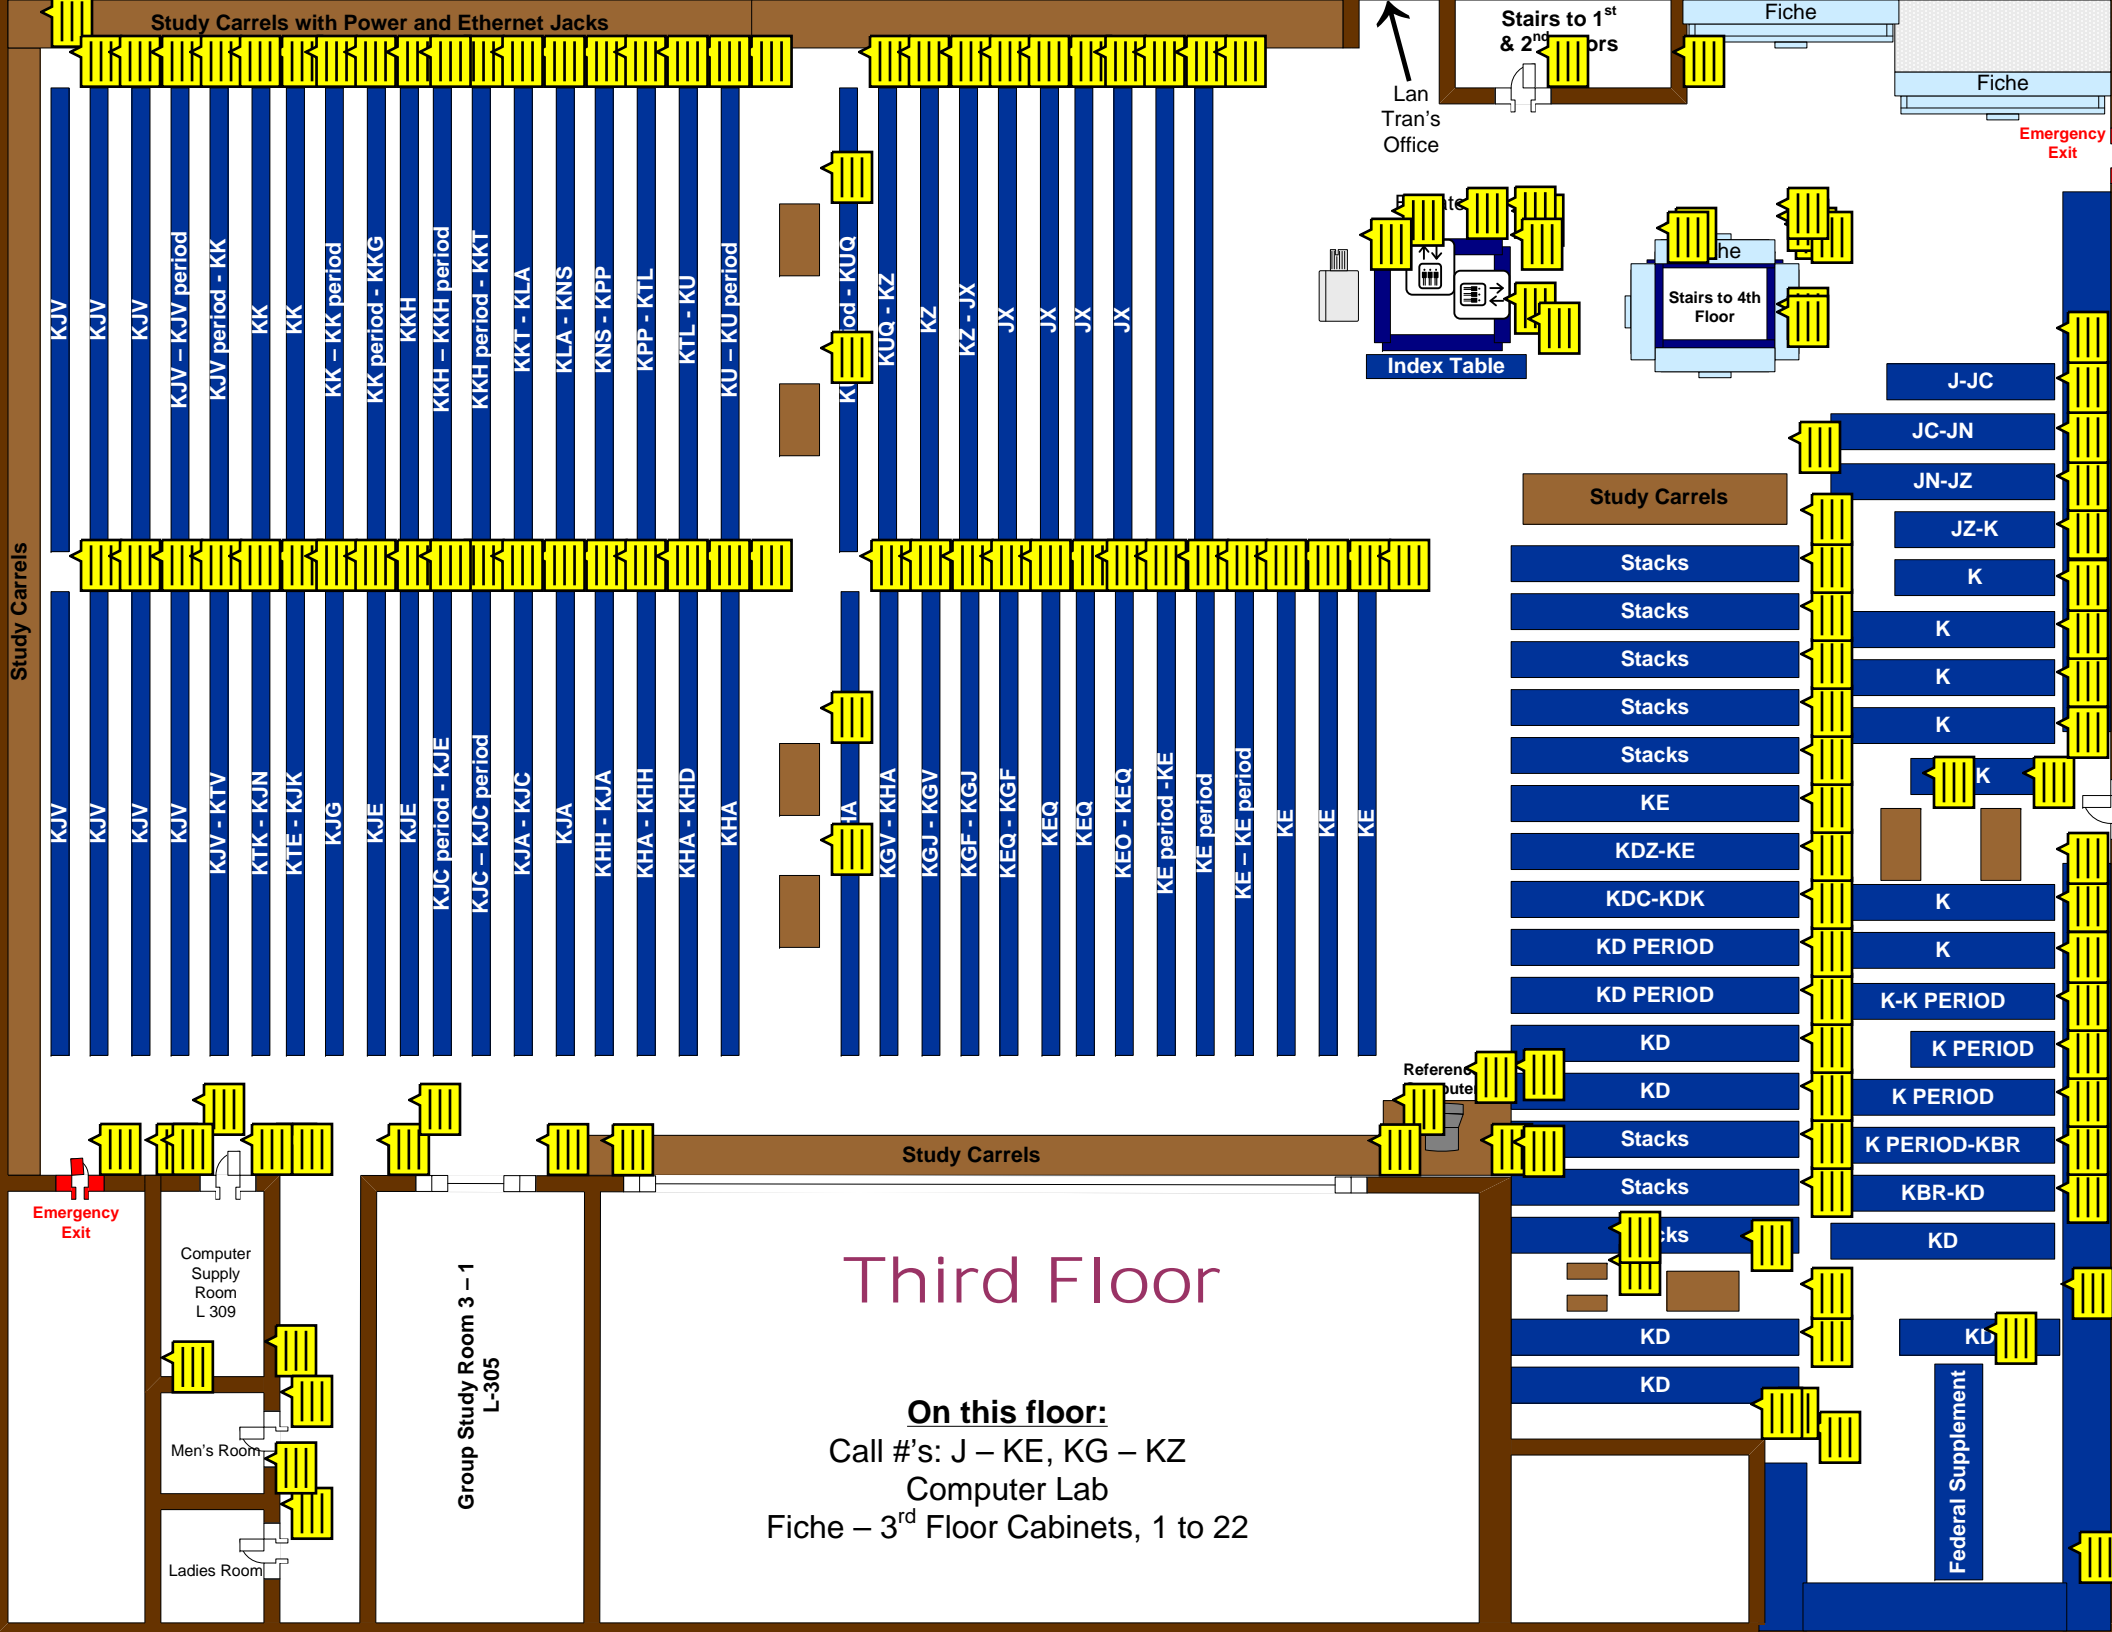 Study Carrels with Power and Ethernet Jacks
Stairs to 1st
& 2nd
Fiche
Fiche
Lan
Tran's
Office
Emergency
Exit
Stairs to 4th
Floor
Index Table
Study Carrels
KJV
KJV
KJV
KJV – KJV period
KJV period - KK
KK
KK
KK – KK period
KK period - KKG
KKH
KKH – KKH period
KKH period - KKT
KKT - KLA
KLA - KNS
KNS - KPP
KPP - KTL
KTL - KU
KU – KU period
KUQ - KZ
KZ
KZ - JX
JX
JX
JX
JX
J-JC
JC-JN
JN-JZ
JZ-K
K
K
K
K
K
Study Carrels
Stacks
Stacks
Stacks
Stacks
Stacks
KE
KDZ-KE
KDC-KDK
KD PERIOD
KD PERIOD
KD
KD
Stacks
Stacks
KD
KD
K
K
K-K PERIOD
K PERIOD
K PERIOD
K PERIOD-KBR
KBR-KD
KD
KD
Federal Supplement
KJV
KJV
KJV
KJV
KJV - KTV
KTK - KJN
KTE - KJK
KJG
KJE
KJE
KJC period - KJE
KJC – KJC period
KJA - KJC
KJA
KHH - KJA
KHA - KHH
KHA - KHD
KHA
KGV - KHA
KGJ - KGV
KGF - KGJ
KEQ - KGF
KEQ
KEQ
KEO - KEQ
KE period -KE
KE period
KE – KE period
KE
KE
KE
Study Carrels
Emergency
Exit
Computer
Supply
Room
L 309
Men's Room
Ladies Room
Group Study Room 3 – 1
L-305
Third Floor
On this floor:
Call #'s: J – KE, KG – KZ
Computer Lab
Fiche – 3rd Floor Cabinets, 1 to 22